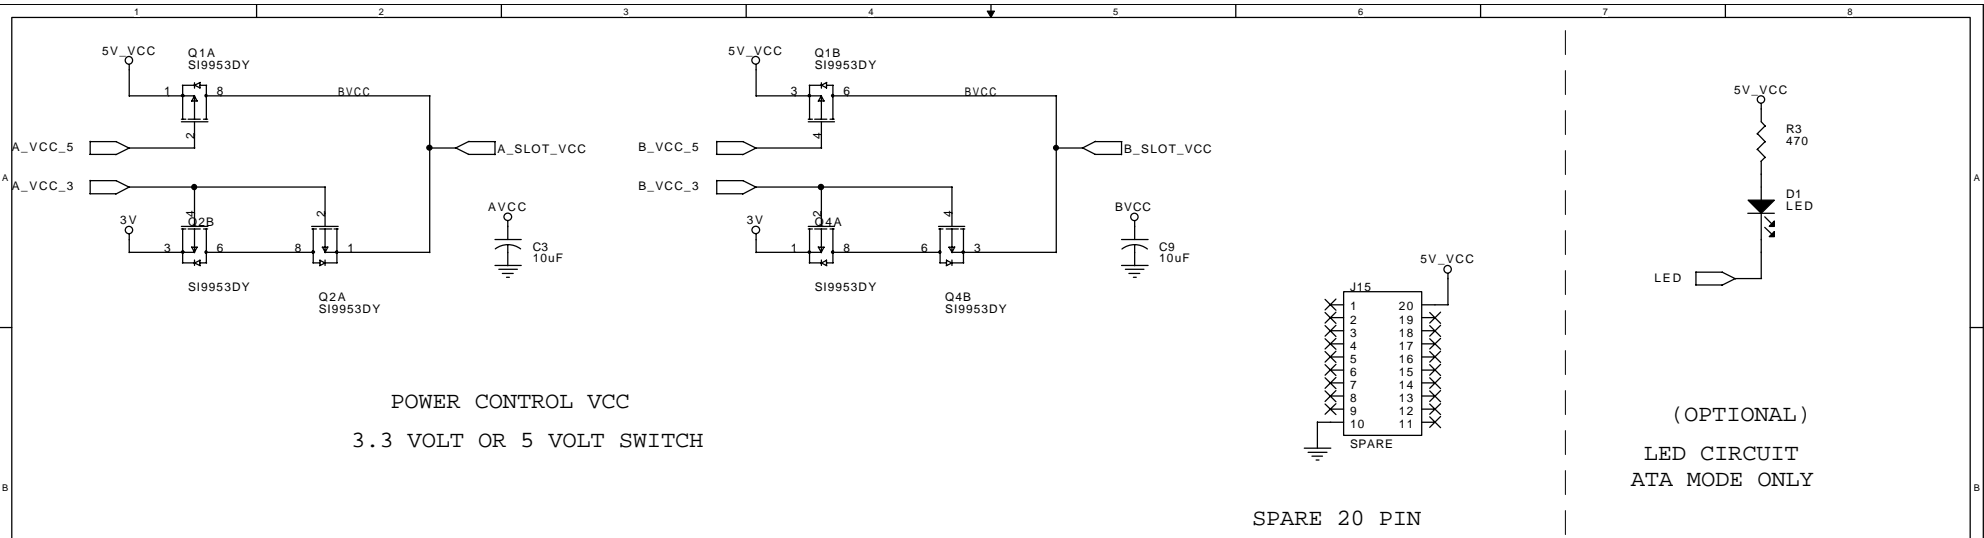 1 2 3 4 5 6 7 8
5V_VCC
Q1A
SI9953DY
1 8
BVCC
2
A_VCC_5
A_SLOT_VCC
A_VCC_3
3V
4
Q2B
3 6
SI9953DY
2
8 1
Q2A
SI9953DY
AVCC
C3
10uF
5V_VCC
Q1B
SI9953DY
3 6
BVCC
4
B_VCC_5
B_SLOT_VCC
B_VCC_3
3V
2
Q4A
1 8
SI9953DY
4
6 3
Q4B
SI9953DY
BVCC
C9
10uF
5V_VCC
J15
1 20
2 19
3 18
4 17
5 16
6 15
7 14
8 13
9 12
10 11
SPARE
5V_VCC
R3
470
D1
LED
LED
A A
POWER CONTROL VCC
3.3 VOLT OR 5 VOLT SWITCH
(OPTIONAL)
LED CIRCUIT
ATA MODE ONLY
B B
SPARE 20 PIN